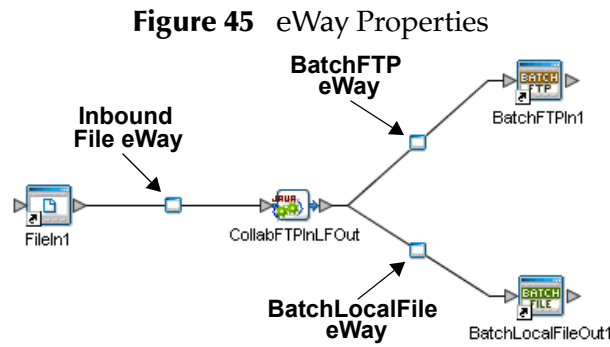 Figure 45 eWay Properties
BatchFTP
eWay
Inbound
File eWay
BATCH
FTP
BatchFTPIn1
FileIn1
JAVA
CollabFTPInLFOut
BatchLocalFile
eWay
BATCH
FILE
BatchLocalFileOut1